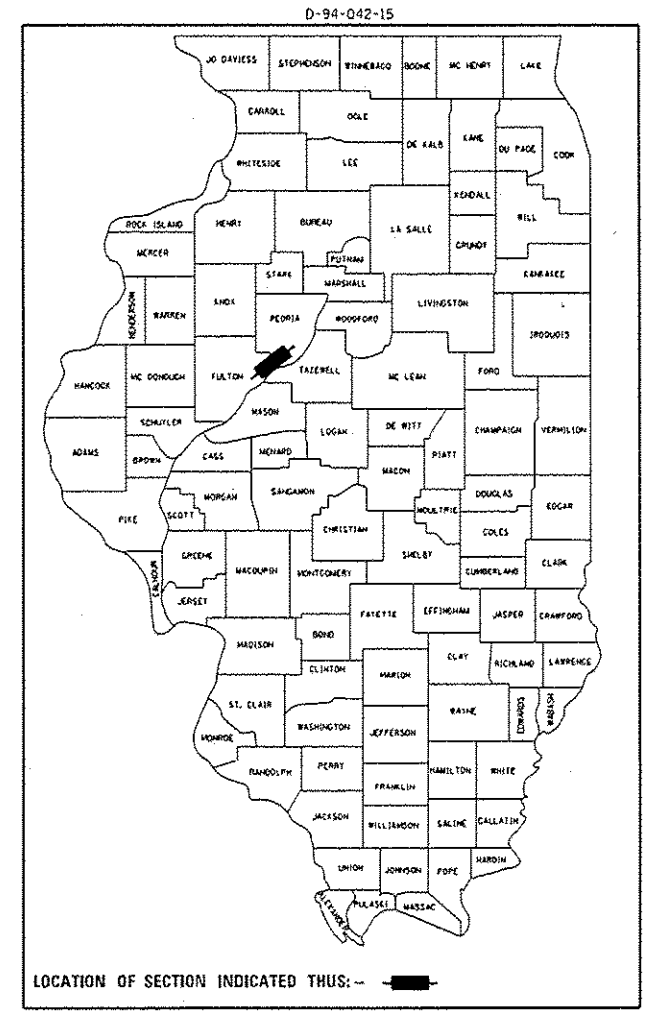 D-94-042-15
JO DAVIESS STEPHENSON WINNEBAGO BOONE MC HENRY LAKE
CARROLL OGLE DE KALB KANE DU PAGE COOK
WHITESIDE LEE KENDALL WILL
ROCK ISLAND HENRY BUREAU LA SALLE GRUNDY
MERCER STARK PUTNAM MARSHALL KANKAKEE
HENDERSON WARREN KNOX PEORIA WOODFORD LIVINGSTON IROQUOIS
HANCOCK MC DONOUGH FULTON TAZEWELL MC LEAN FORD
SCHUYLER MASON LOGAN DE WITT CHAMPAIGN VERMILION
ADAMS BROWN CASS MENARD MACON PIATT
PIKE SCOTT MORGAN SANGAMON CHRISTIAN MOULTRIE DOUGLAS EDGAR
COLES
CALHOUN GREENE MACOUPIN MONTGOMERY SHELBY CUMBERLAND CLARK
JERSEY FAYETTE EFFINGHAM JASPER CRAWFORD
MADISON BOND CLAY RICHLAND LAWRENCE
CLINTON MARION
ST. CLAIR WASHINGTON WAYNE EDWARDS WABASH
MONROE JEFFERSON
RANDOLPH PERRY HAMILTON WHITE
FRANKLIN
JACKSON WILLIAMSON SALINE GALLATIN
UNION JOHNSON POPE HARDIN
ALEXANDER PULASKI MASSAC
LOCATION OF SECTION INDICATED THUS:-